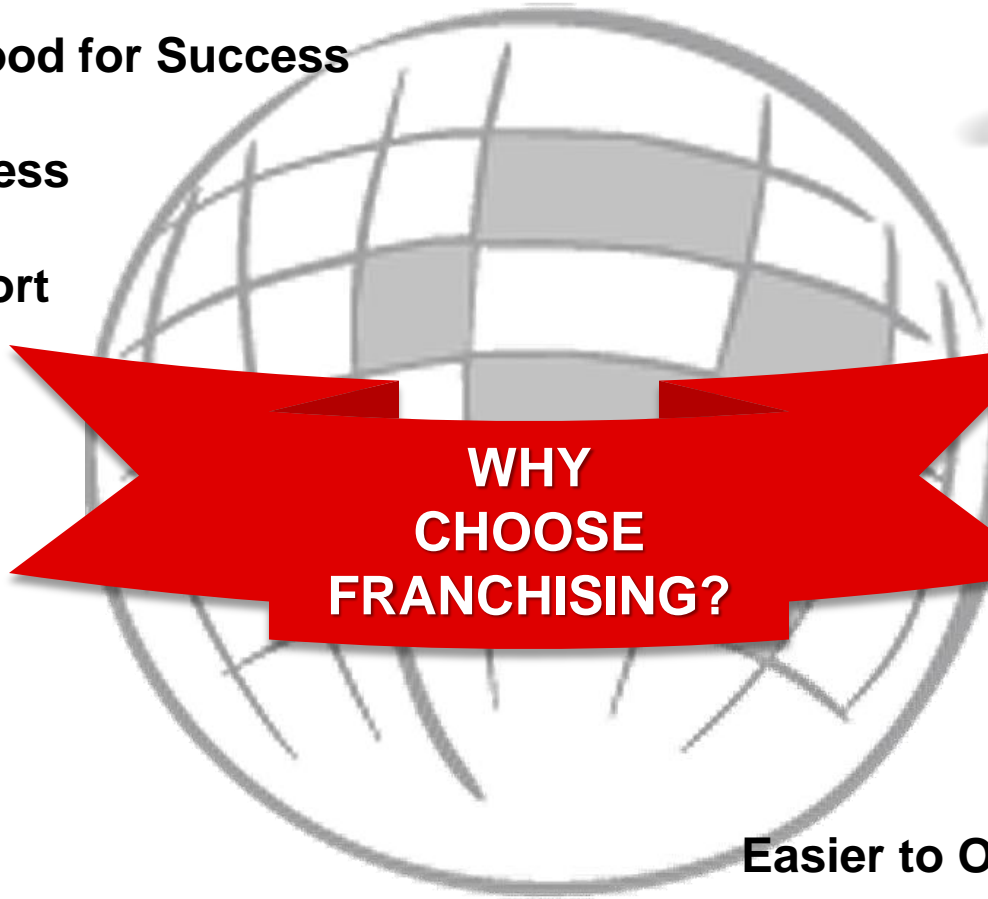 ood for Success
ess
ort
WHY
CHOOSE
FRANCHISING?
Easier to O